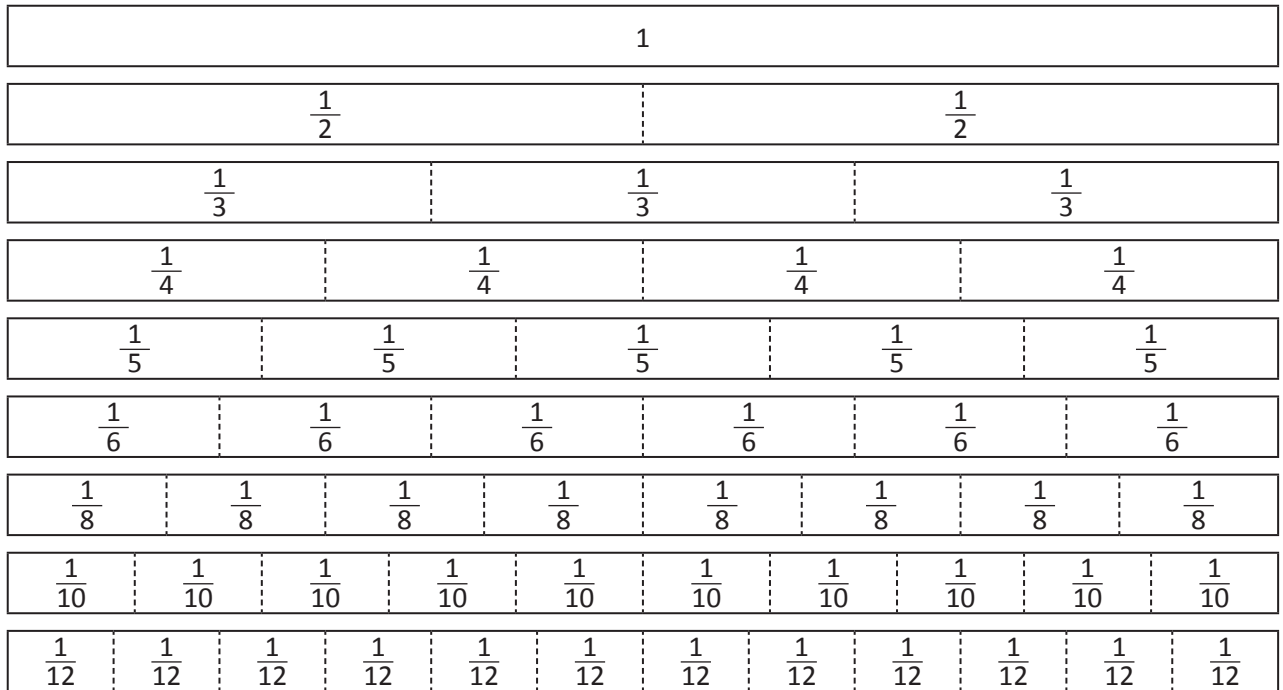 1
1/2 1/2
1/3 1/3 1/3
1/4 1/4 1/4 1/4
1/5 1/5 1/5 1/5 1/5
1/6 1/6 1/6 1/6 1/6 1/6
1/8 1/8 1/8 1/8 1/8 1/8 1/8 1/8
1/10 1/10 1/10 1/10 1/10 1/10 1/10 1/10 1/10 1/10
1/12 1/12 1/12 1/12 1/12 1/12 1/12 1/12 1/12 1/12 1/12 1/12